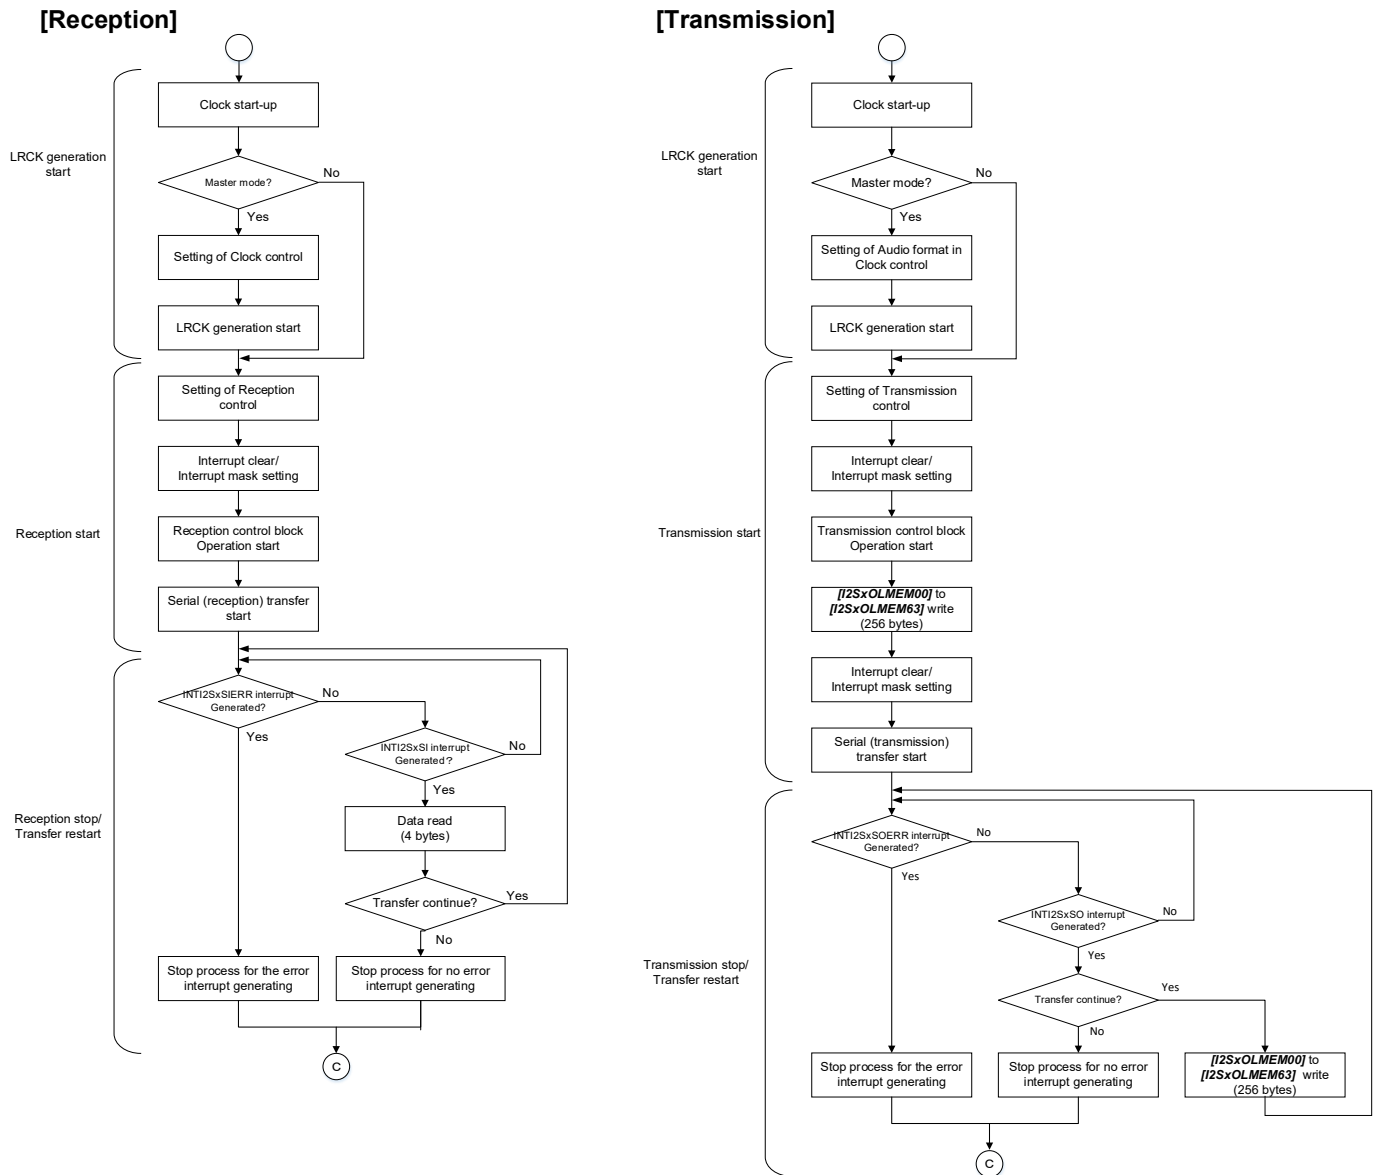 [Reception]
Clock start-up
LRCK generation
start
Master mode?
No
Yes
Setting of Clock control
LRCK generation start
Setting of Reception
control
Interrupt clear/
Interrupt mask setting
Reception start
Reception control block
Operation start
Serial (reception) transfer
start
INTI2SxSIERR interrupt
Generated?
No
Yes
INTI2SxSI interrupt
Generated?
No
Yes
Reception stop/
Transfer restart
Data read
(4 bytes)
Transfer continue?
Yes
No
Stop process for the error
interrupt generating
Stop process for no error
interrupt generating
C
[Transmission]
Clock start-up
LRCK generation
start
Master mode?
No
Yes
Setting of Audio format in
Clock control
LRCK generation start
Setting of Transmission
control
Interrupt clear/
Interrupt mask setting
Transmission start
Transmission control block
Operation start
[I2SxOLMEM00] to
[I2SxOLMEM63] write
(256 bytes)
Interrupt clear/
Interrupt mask setting
Serial (transmission)
transfer start
INTI2SxSOERR interrupt
Generated?
No
Yes
INTI2SxSO interrupt
Generated?
No
Yes
Transmission stop/
Transfer restart
Transfer continue?
Yes
No
Stop process for the error
interrupt generating
Stop process for no error
interrupt generating
[I2SxOLMEM00] to
[I2SxOLMEM63] write
(256 bytes)
C